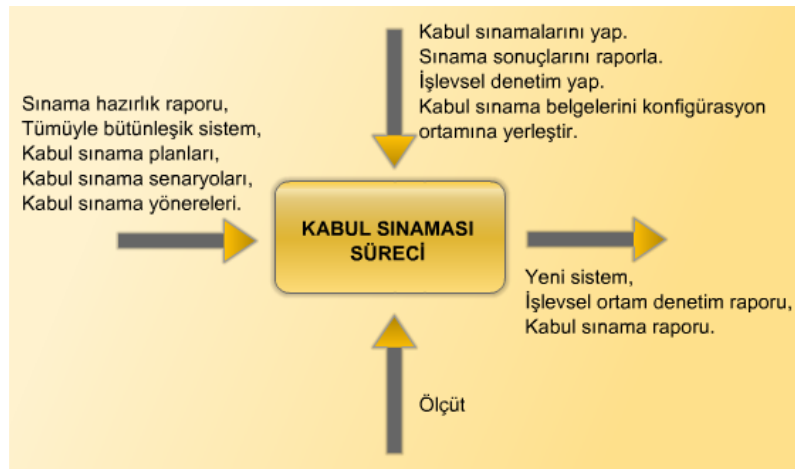 Kabul sınamalarını yap.
Sınama sonuçlarını raporla.
İşlevsel denetim yap.
Kabul sınama belgelerini konfigürasyon
ortamına yerleştir.
Sınama hazırlık raporu,
Tümüyle bütünleşik sistem,
Kabul sınama planları,
Kabul sınama senaryoları,
Kabul sınama yönereleri.
KABUL SINAMASI
SÜRECİ
Yeni sistem,
İşlevsel ortam denetim raporu,
Kabul sınama raporu.
Ölçüt